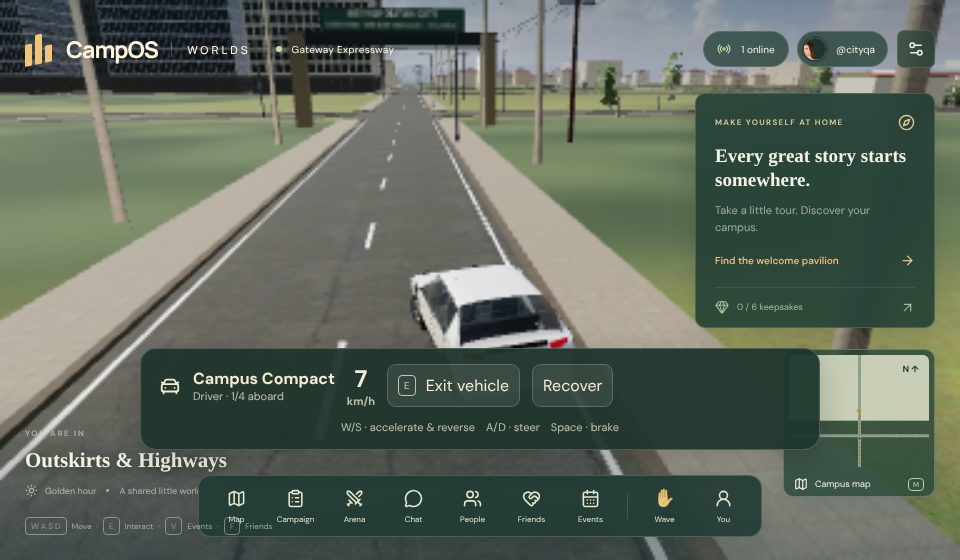 CampOS
WORLDS
Gateway Expressway
1 online
@cityqa
MAKE YOURSELF AT HOME
Every great story starts
somewhere.
Take a little tour. Discover your
campus.
Find the welcome pavilion
0 / 6 keepsakes
Campus Compact
Driver · 1/4 aboard
7
km/h
E Exit vehicle
Recover
W/S · accelerate & reverse A/D · steer Space · brake
N
Campus map M
YOU ARE IN
Outskirts & Highways
Golden hour • A shared little
Map
Campaign
Arena
Chat
People
Friends
Events
Wave
You
WASD Move · E Interact · V Events · F Friends